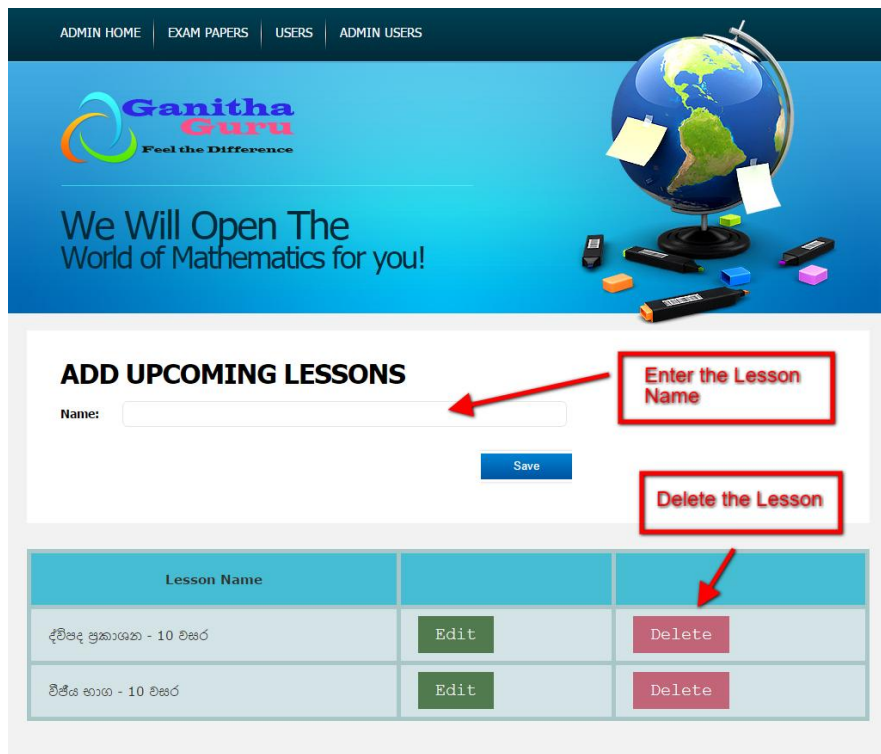 ADMIN HOME EXAM PAPERS USERS ADMIN USERS
Ganitha
Guru
Feel the Difference
We Will Open The
World of Mathematics for you!
ADD UPCOMING LESSONS
Enter the Lesson
Name
Name:
Save
Delete the Lesson
Lesson Name
ද්විපද ප්‍රකාශන - 10 වසර Edit Delete
වීජීය භාග - 10 වසර Edit Delete